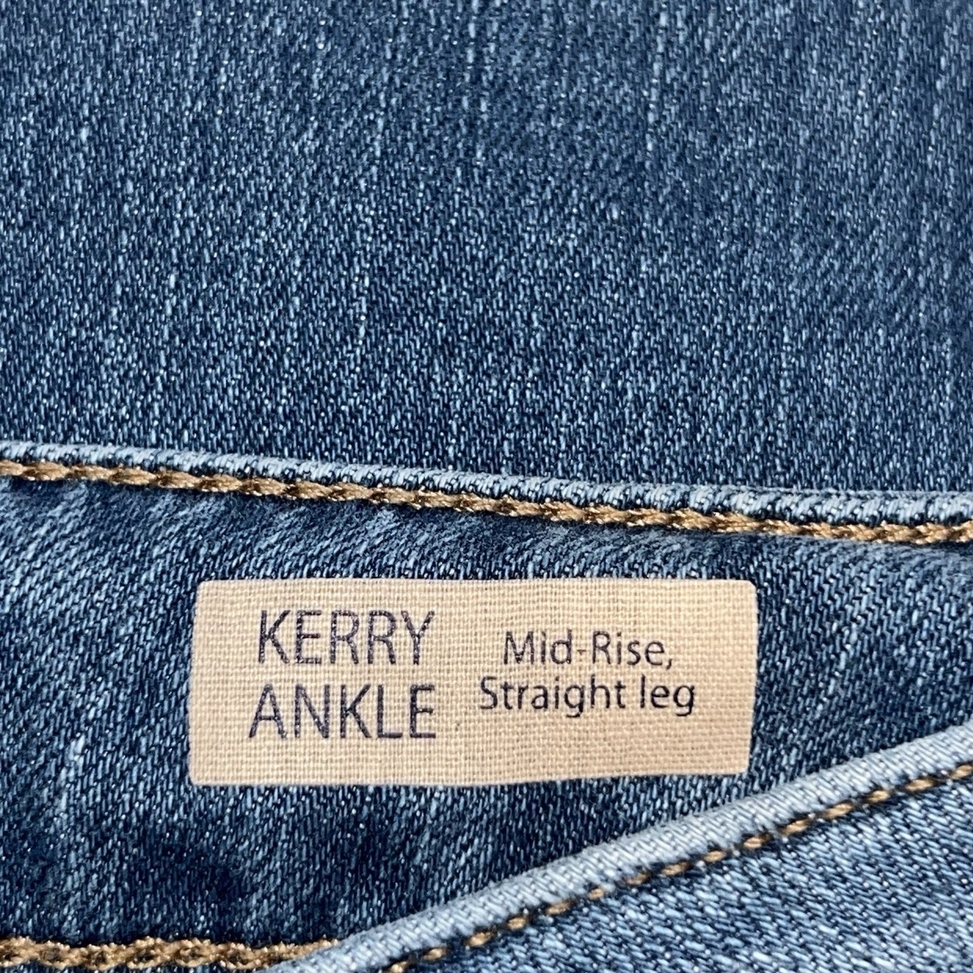 KERRY
ANKLE
Mid-Rise,
Straight leg